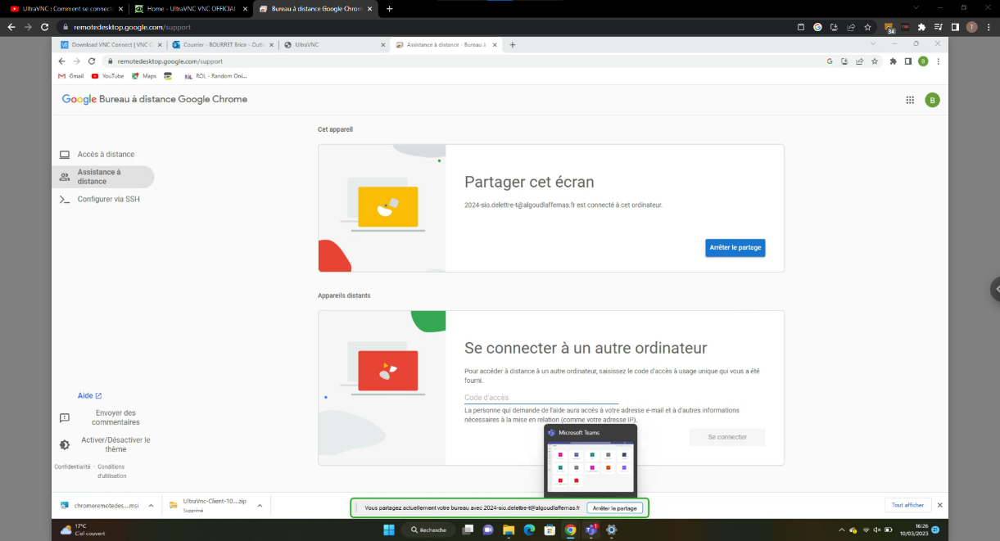 UltraVNC : Comment se connecte
Home - UltraVNC VNC OFFICIAL
Bureau à distance Google Chrom
remotedesktop.google.com/support
34
T
Download VNC Connect | VNC C
Courrier - BOURRET Brice - Outlo
UltraVNC
Assistance à distance - Bureau à
remotedesktop.google.com/support
B
Gmail
YouTube
Maps
ROL - Random Onli...
Google Bureau à distance Google Chrome
B
Accès à distance
Assistance à
distance
Configurer via SSH
Cet appareil
Partager cet écran
2024-sio.delettre-t@algoudlaffemas.fr est connecté à cet ordinateur.
Arrêter le partage
Appareils distants
Se connecter à un autre ordinateur
Pour accéder à distance à un autre ordinateur, saisissez le code d'accès à usage unique qui vous a été
fourni.
Code d'accès
La personne qui demande de l'aide aura accès à votre adresse e-mail et à d'autres informations
nécessaires à la mise en relation (comme votre adresse IP).
Se connecter
Microsoft Teams
Aide
Envoyer des
commentaires
Activer/Désactiver le
thème
Confidentialité · Conditions
d'utilisation
chromeremotedes....msi
UltraVnc-Client-10....zip
Supprimé
Vous partagez actuellement votre bureau avec 2024-sio.delettre-t@algoudlaffemas.fr
Arrêter le partage
Tout afficher
17°C
Ciel couvert
Recherche
16:26
10/03/2023